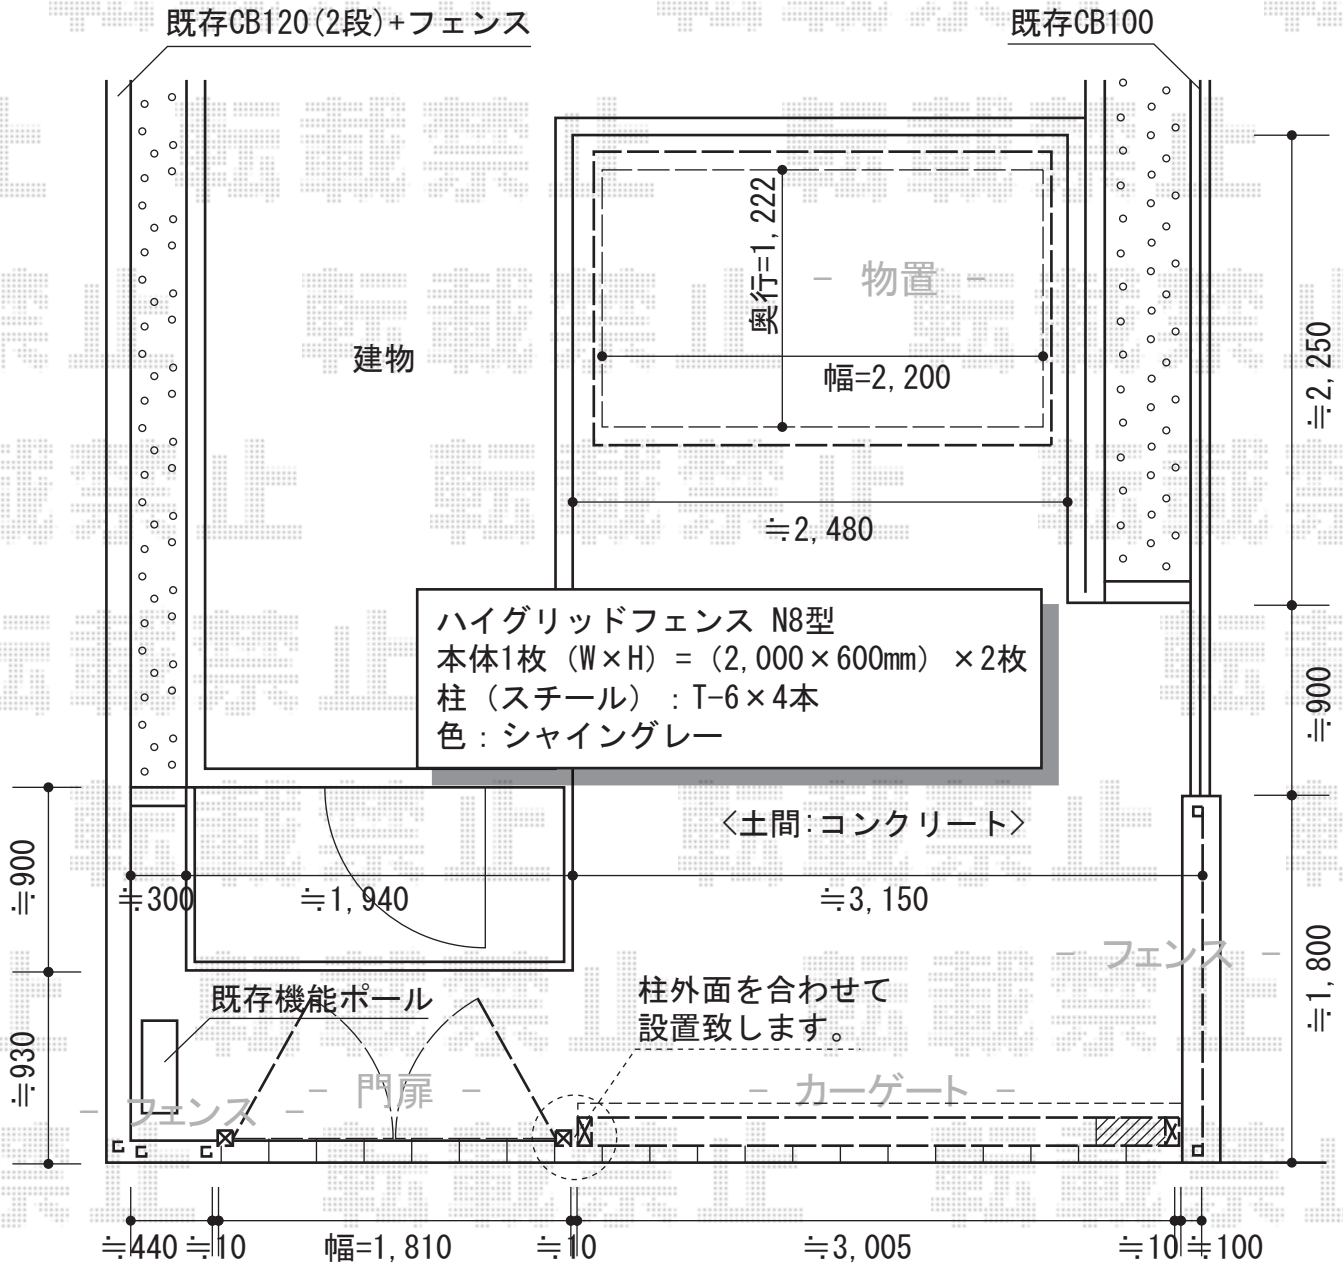 既存CB120(2段)+フェンス
既存CB100
奥行=1,222
- 物置 -
建物
幅=2,200
≒2,250
≒2,480
ハイグリッドフェンス N8型
本体1枚 (W×H) = (2,000×600mm) ×2枚
柱 (スチール) : T-6×4本
色:シャイングレー
≒900
<土間:コンクリート>
≒900
≒300
≒1,940
≒3,150
- フェンス -
≒1,800
既存機能ポール
柱外面を合わせて
設置致します。
≒930
- フェンス -
- 門扉 -
- カーゲート -
≒440
≒10
幅=1,810
≒10
≒3,005
≒10
≒100
転載禁止